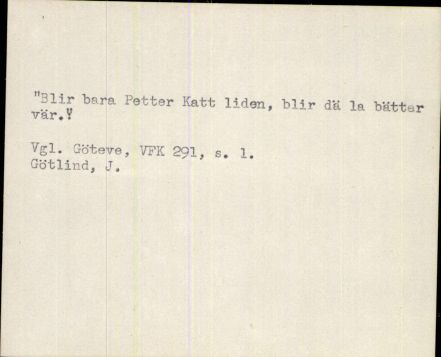 "Blir bara Petter Katt liden, blir dä la bätter
vär."
Vgl. Göteve, VFK 291, s. 1.
Götlind, J.